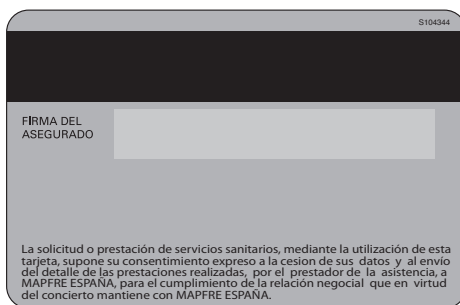 S104344
FIRMA DEL
ASEGURADO
La solicitud o prestación de servicios sanitarios, mediante la utilización de esta
tarjeta, supone su consentimiento expreso a la cesion de sus datos y al envío
del detalle de las prestaciones realizadas, por el prestador de la asistencia, a
MAPFRE ESPAÑA, para el cumplimiento de la relación negocial que en virtud
del concierto mantiene con MAPFRE ESPAÑA.